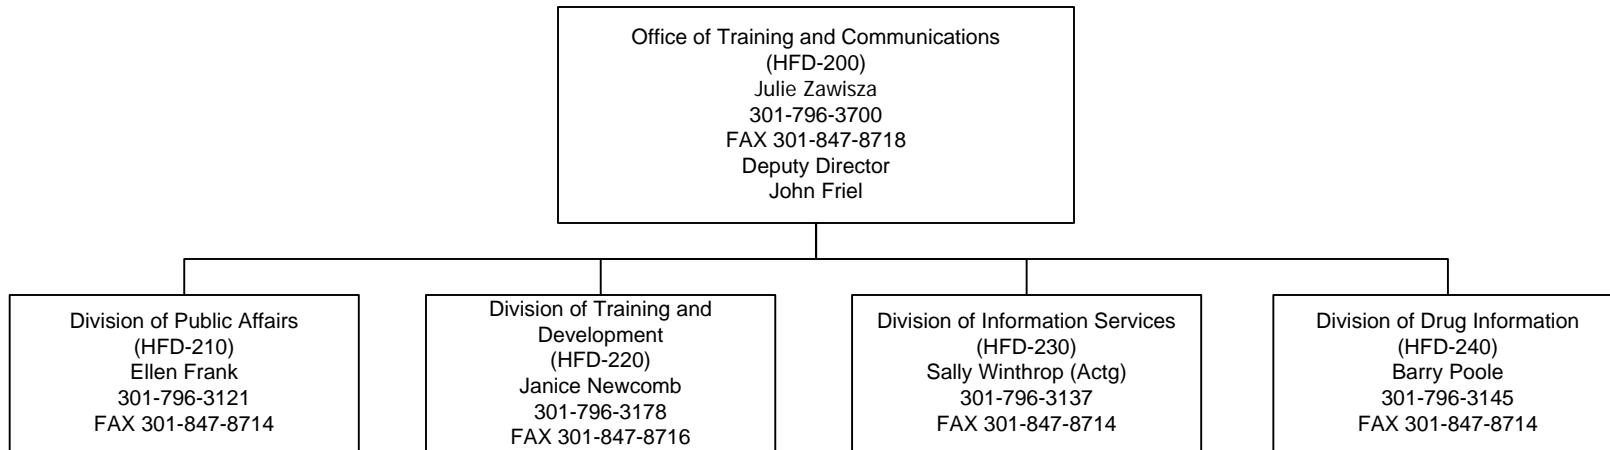 Office of Training and Communications
(HFD-200)
Julie Zawisza
301-796-3700
FAX 301-847-8718
Deputy Director
John Friel
Division of Public Affairs
(HFD-210)
Ellen Frank
301-796-3121
FAX 301-847-8714
Division of Training and
Development
(HFD-220)
Janice Newcomb
301-796-3178
FAX 301-847-8716
Division of Information Services
(HFD-230)
Sally Winthrop (Actg)
301-796-3137
FAX 301-847-8714
Division of Drug Information
(HFD-240)
Barry Poole
301-796-3145
FAX 301-847-8714